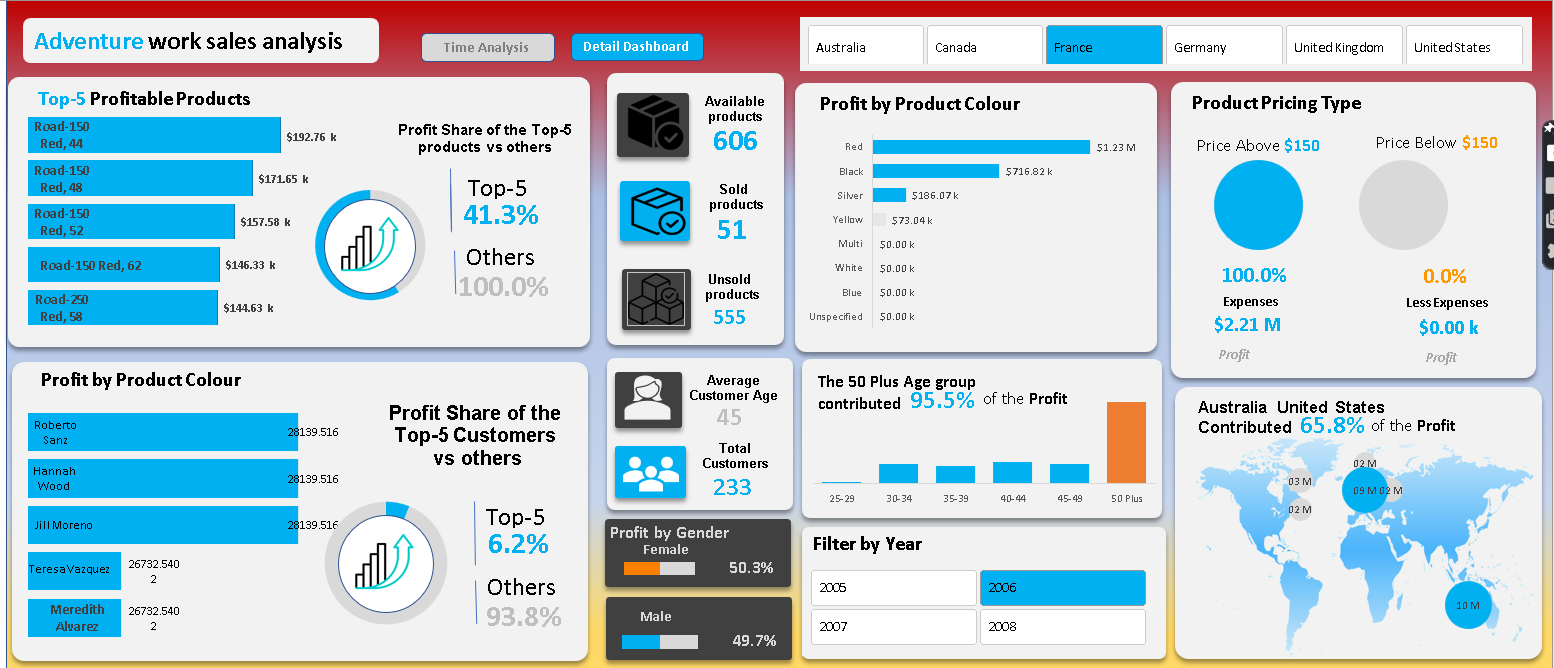 Adventure work sales analysis
Time Analysis
Detail Dashboard
Australia
Canada
France
Germany
United Kingdom
United States
Top-5 Profitable Products
Road-150
Red, 44
$192.76 k
Road-150
Red, 48
$171.65 k
Road-150
Red, 52
$157.58 k
Road-150 Red, 62
$146.33 k
Road-250
Red, 58
$144.63 k
Profit Share of the Top-5
products vs others
Top-5
41.3%
Others
100.0%
Available
products
606
Sold
products
51
Unsold
products
555
Profit by Product Colour
Red
$1.23 M
Black
$716.82 k
Silver
$186.07 k
Yellow
$73.04 k
Multi
$0.00 k
White
$0.00 k
Blue
$0.00 k
Unspecified
$0.00 k
Product Pricing Type
Price Above $150
Price Below $150
100.0%
0.0%
Expenses
Less Expenses
$2.21 M
$0.00 k
Profit
Profit
Profit by Product Colour
Roberto
Sanz
28139.516
Hannah
Wood
28139.516
Jill Moreno
28139.516
Teresa Vazquez
26732.540
2
Meredith
Alvarez
26732.540
2
Profit Share of the
Top-5 Customers
vs others
Top-5
6.2%
Others
93.8%
Average
Customer Age
45
Total
Customers
233
Profit by Gender
Female
50.3%
Male
49.7%
The 50 Plus Age group
contributed 95.5% of the Profit
25-29
30-34
35-39
40-44
45-49
50 Plus
Filter by Year
2005
2006
2007
2008
Australia United States
Contributed 65.8% of the Profit
02 M
03 M
09 M 02 M
02 M
10 M